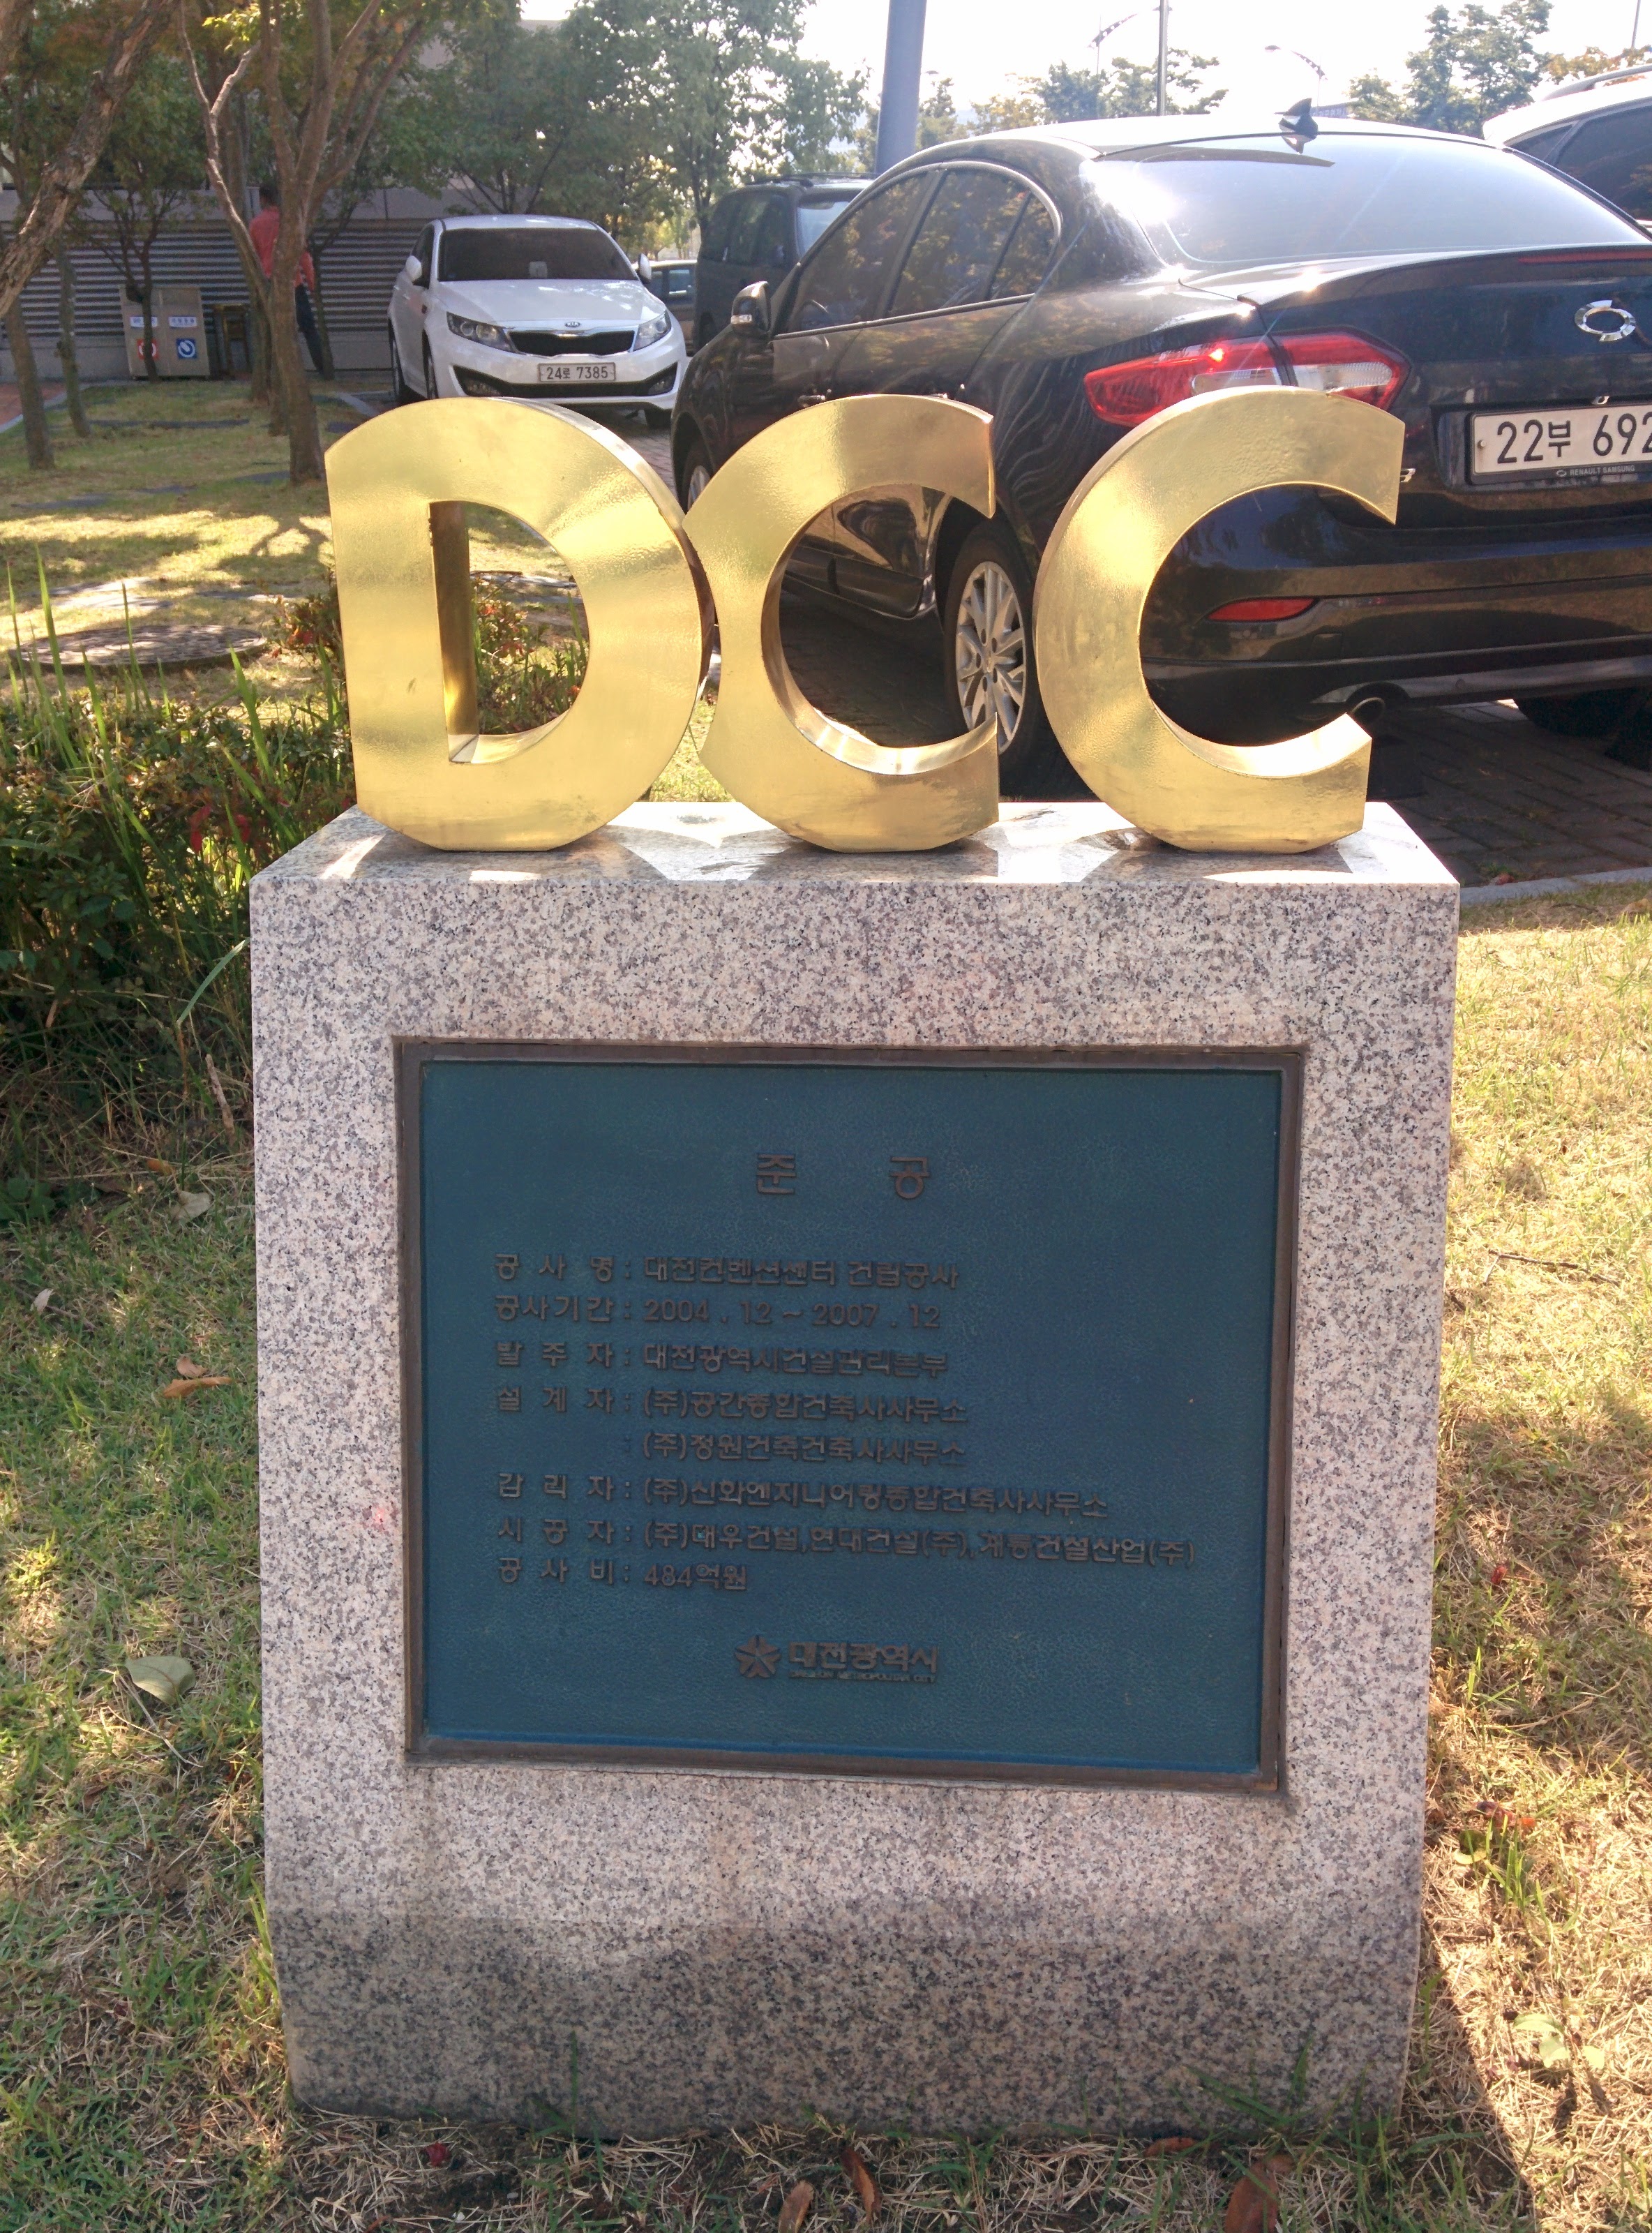 24로 7385
22부 692
RENAULT SAMSUNG
DCC
준 공
공 사 명 : 대전컨벤션센터 건립공사
공사기간 : 2004 . 12 ~ 2007 . 12
발 주 자 : 대전광역시건설관리본부
설 계 자 : (주)공간종합건축사사무소
: (주)정원건축건축사사무소
감 리 자 : (주)신화엔지니어링종합건축사사무소
시 공 자 : (주)대우건설,현대건설(주),계룡건설산업(주)
공 사 비 : 484억원
대전광역시
DAEJEON METROPOLITAN CITY